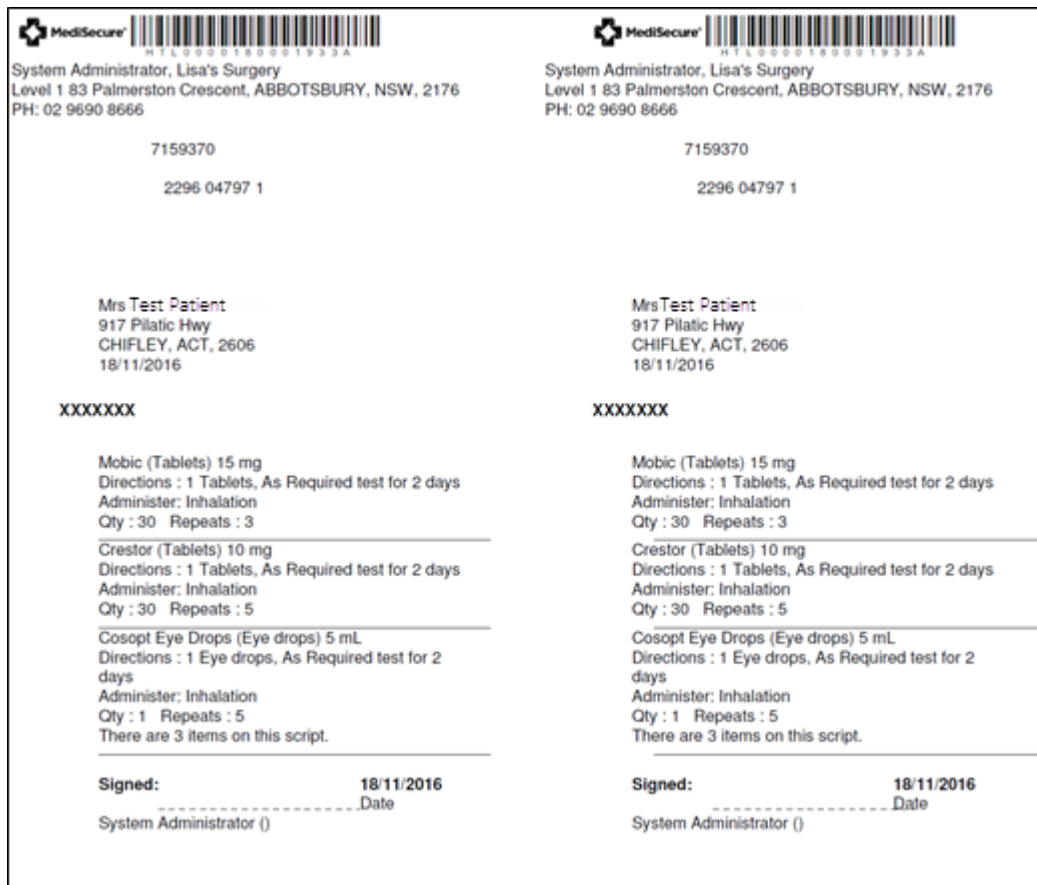 MediSecure®
HTL0000180001933A
System Administrator, Lisa's Surgery
Level 1 83 Palmerston Crescent, ABBOTSBURY, NSW, 2176
PH: 02 9690 8666
7159370
2296 04797 1
Mrs Test Patient
917 Pilatic Hwy
CHIFLEY, ACT, 2606
18/11/2016
XXXXXXX
Mobic (Tablets) 15 mg
Directions : 1 Tablets, As Required test for 2 days
Administer: Inhalation
Qty : 30 Repeats : 3
Crestor (Tablets) 10 mg
Directions : 1 Tablets, As Required test for 2 days
Administer: Inhalation
Qty : 30 Repeats : 5
Cosopt Eye Drops (Eye drops) 5 mL
Directions : 1 Eye drops, As Required test for 2
days
Administer: Inhalation
Qty : 1 Repeats : 5
There are 3 items on this script.
Signed: 18/11/2016
Date
System Administrator ()
MediSecure®
HTL0000180001933A
System Administrator, Lisa's Surgery
Level 1 83 Palmerston Crescent, ABBOTSBURY, NSW, 2176
PH: 02 9690 8666
7159370
2296 04797 1
Mrs Test Patient
917 Pilatic Hwy
CHIFLEY, ACT, 2606
18/11/2016
XXXXXXX
Mobic (Tablets) 15 mg
Directions : 1 Tablets, As Required test for 2 days
Administer: Inhalation
Qty : 30 Repeats : 3
Crestor (Tablets) 10 mg
Directions : 1 Tablets, As Required test for 2 days
Administer: Inhalation
Qty : 30 Repeats : 5
Cosopt Eye Drops (Eye drops) 5 mL
Directions : 1 Eye drops, As Required test for 2
days
Administer: Inhalation
Qty : 1 Repeats : 5
There are 3 items on this script.
Signed: 18/11/2016
Date
System Administrator ()